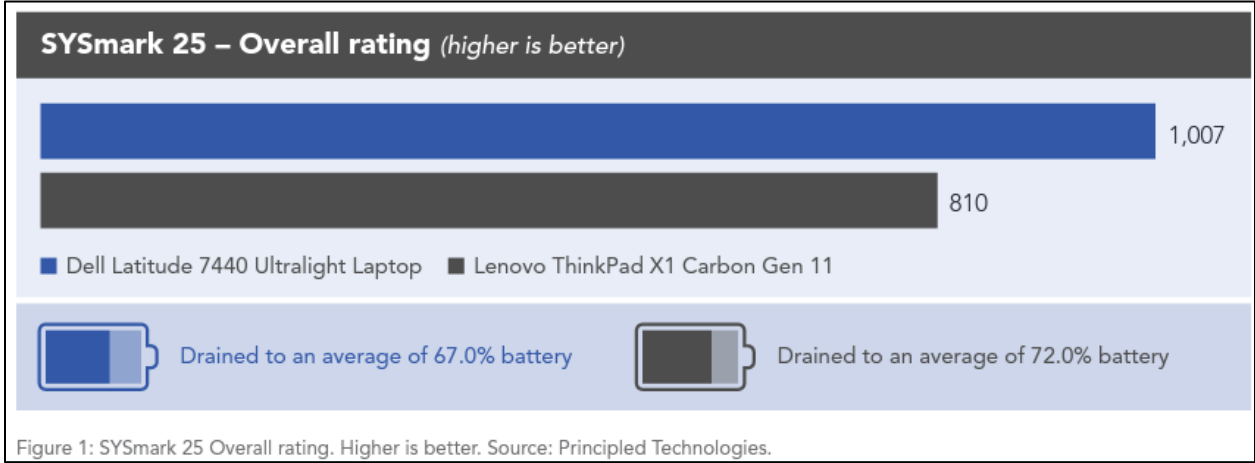 SYSmark 25 – Overall rating (higher is better)
1,007
810
Dell Latitude 7440 Ultralight Laptop Lenovo ThinkPad X1 Carbon Gen 11
Drained to an average of 67.0% battery Drained to an average of 72.0% battery
Figure 1: SYSmark 25 Overall rating. Higher is better. Source: Principled Technologies.